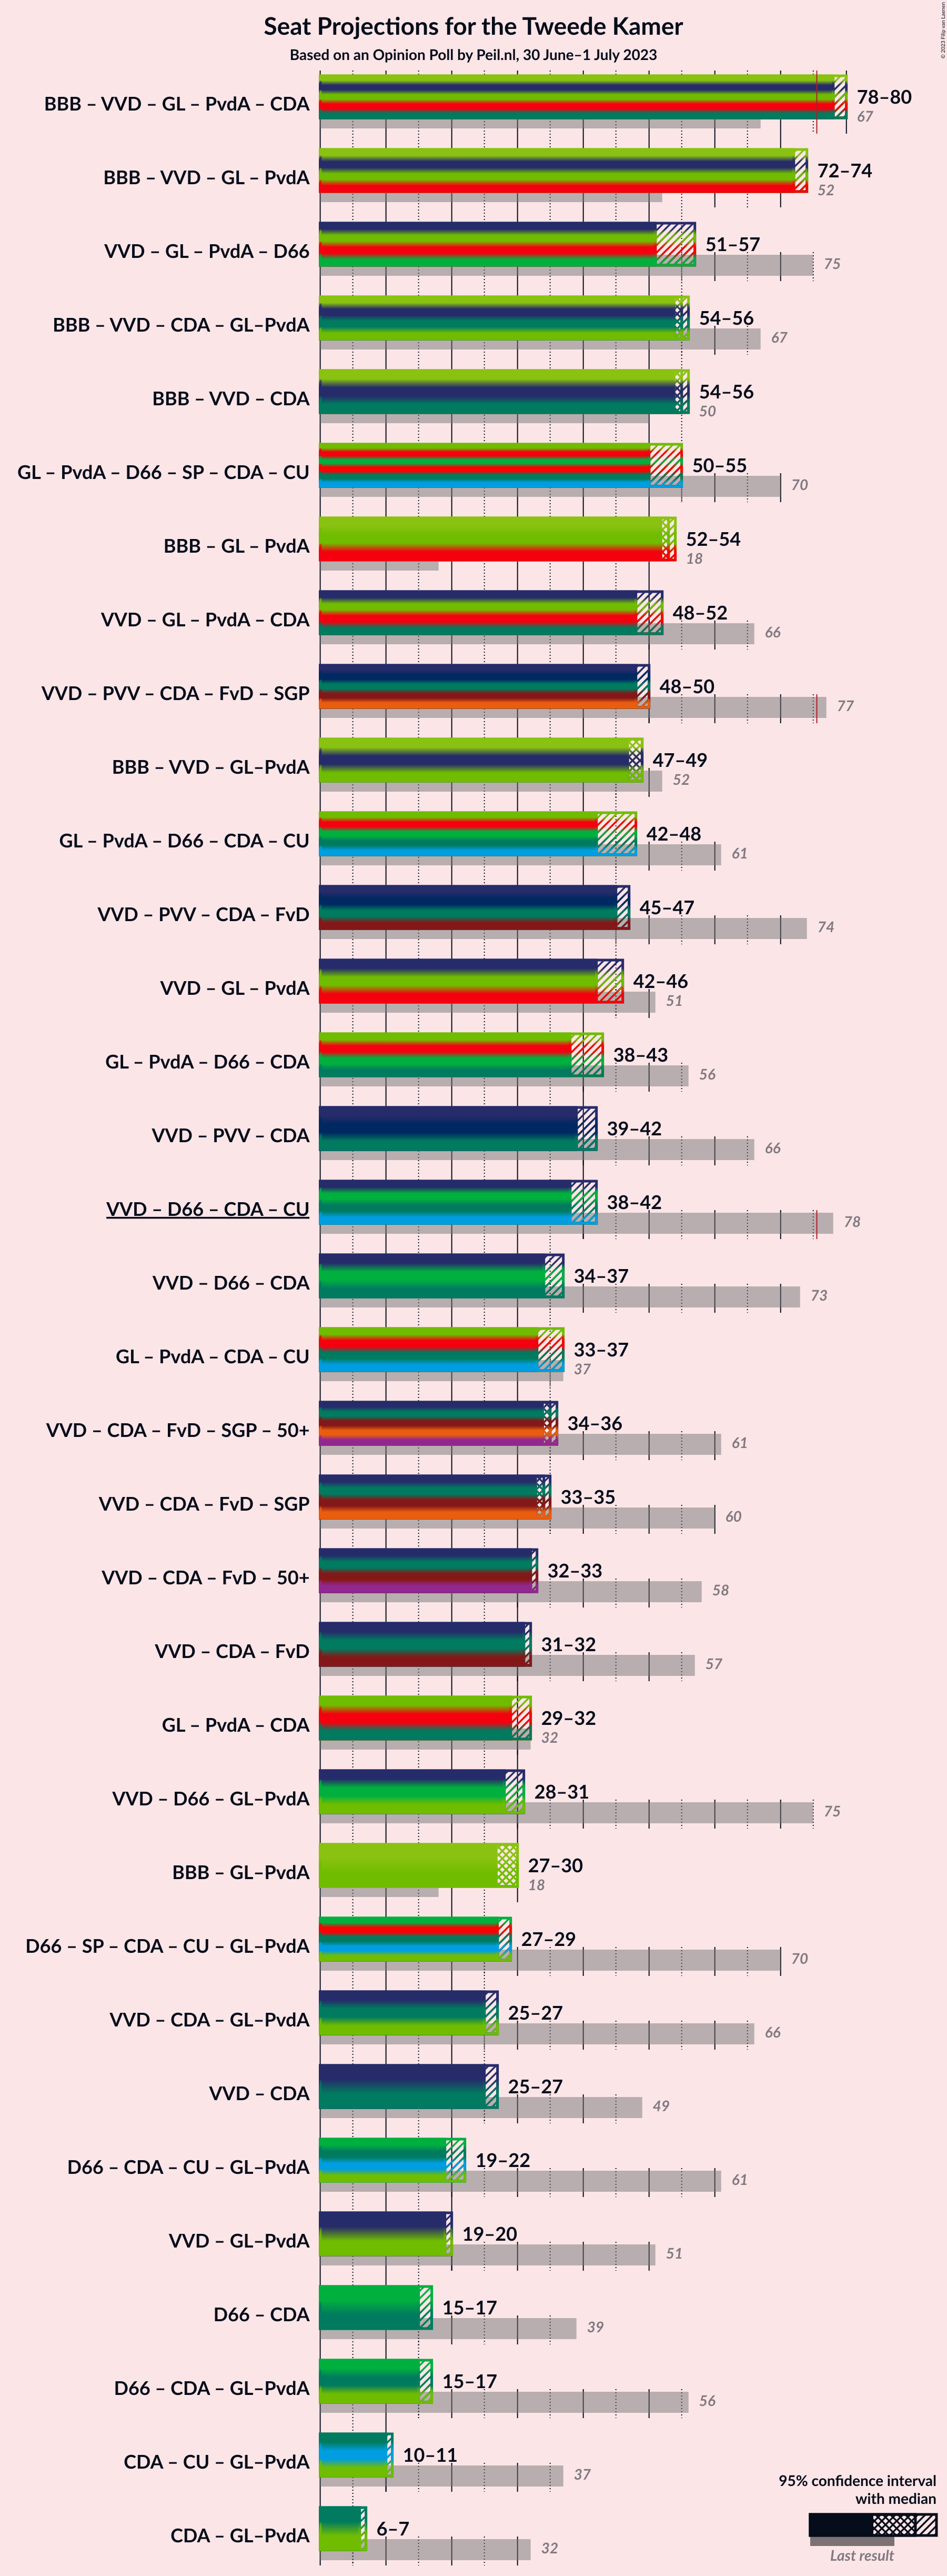 Seat Projections for the Tweede Kamer
Based on an Opinion Poll by Peil.nl, 30 June–1 July 2023
© 2023 Filip van Laenen
BBB – VVD – GL – PvdA – CDA
78–80
67
BBB – VVD – GL – PvdA
72–74
52
VVD – GL – PvdA – D66
51–57
75
BBB – VVD – CDA – GL–PvdA
54–56
67
BBB – VVD – CDA
54–56
50
GL – PvdA – D66 – SP – CDA – CU
50–55
70
BBB – GL – PvdA
52–54
18
VVD – GL – PvdA – CDA
48–52
66
VVD – PVV – CDA – FvD – SGP
48–50
77
BBB – VVD – GL–PvdA
47–49
52
GL – PvdA – D66 – CDA – CU
42–48
61
VVD – PVV – CDA – FvD
45–47
74
VVD – GL – PvdA
42–46
51
GL – PvdA – D66 – CDA
38–43
56
VVD – PVV – CDA
39–42
66
VVD – D66 – CDA – CU
38–42
78
VVD – D66 – CDA
34–37
73
GL – PvdA – CDA – CU
33–37
37
VVD – CDA – FvD – SGP – 50+
34–36
61
VVD – CDA – FvD – SGP
33–35
60
VVD – CDA – FvD – 50+
32–33
58
VVD – CDA – FvD
31–32
57
GL – PvdA – CDA
29–32
32
VVD – D66 – GL–PvdA
28–31
75
BBB – GL–PvdA
27–30
18
D66 – SP – CDA – CU – GL–PvdA
27–29
70
VVD – CDA – GL–PvdA
25–27
66
VVD – CDA
25–27
49
D66 – CDA – CU – GL–PvdA
19–22
61
VVD – GL–PvdA
19–20
51
D66 – CDA
15–17
39
D66 – CDA – GL–PvdA
15–17
56
CDA – CU – GL–PvdA
10–11
37
CDA – GL–PvdA
6–7
32
95% confidence interval
with median
Last result